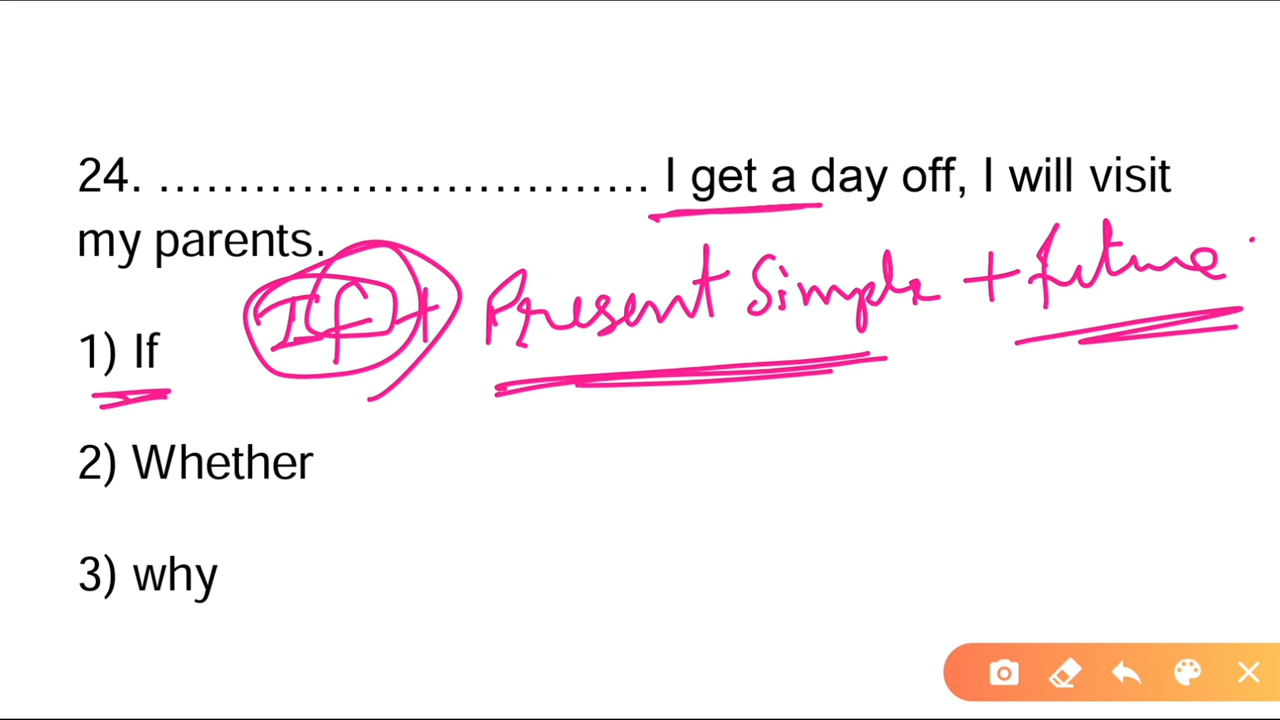 24. ................................ I get a day off, I will visit
my parents.
If + Present Simple + future
1) If
2) Whether
3) why